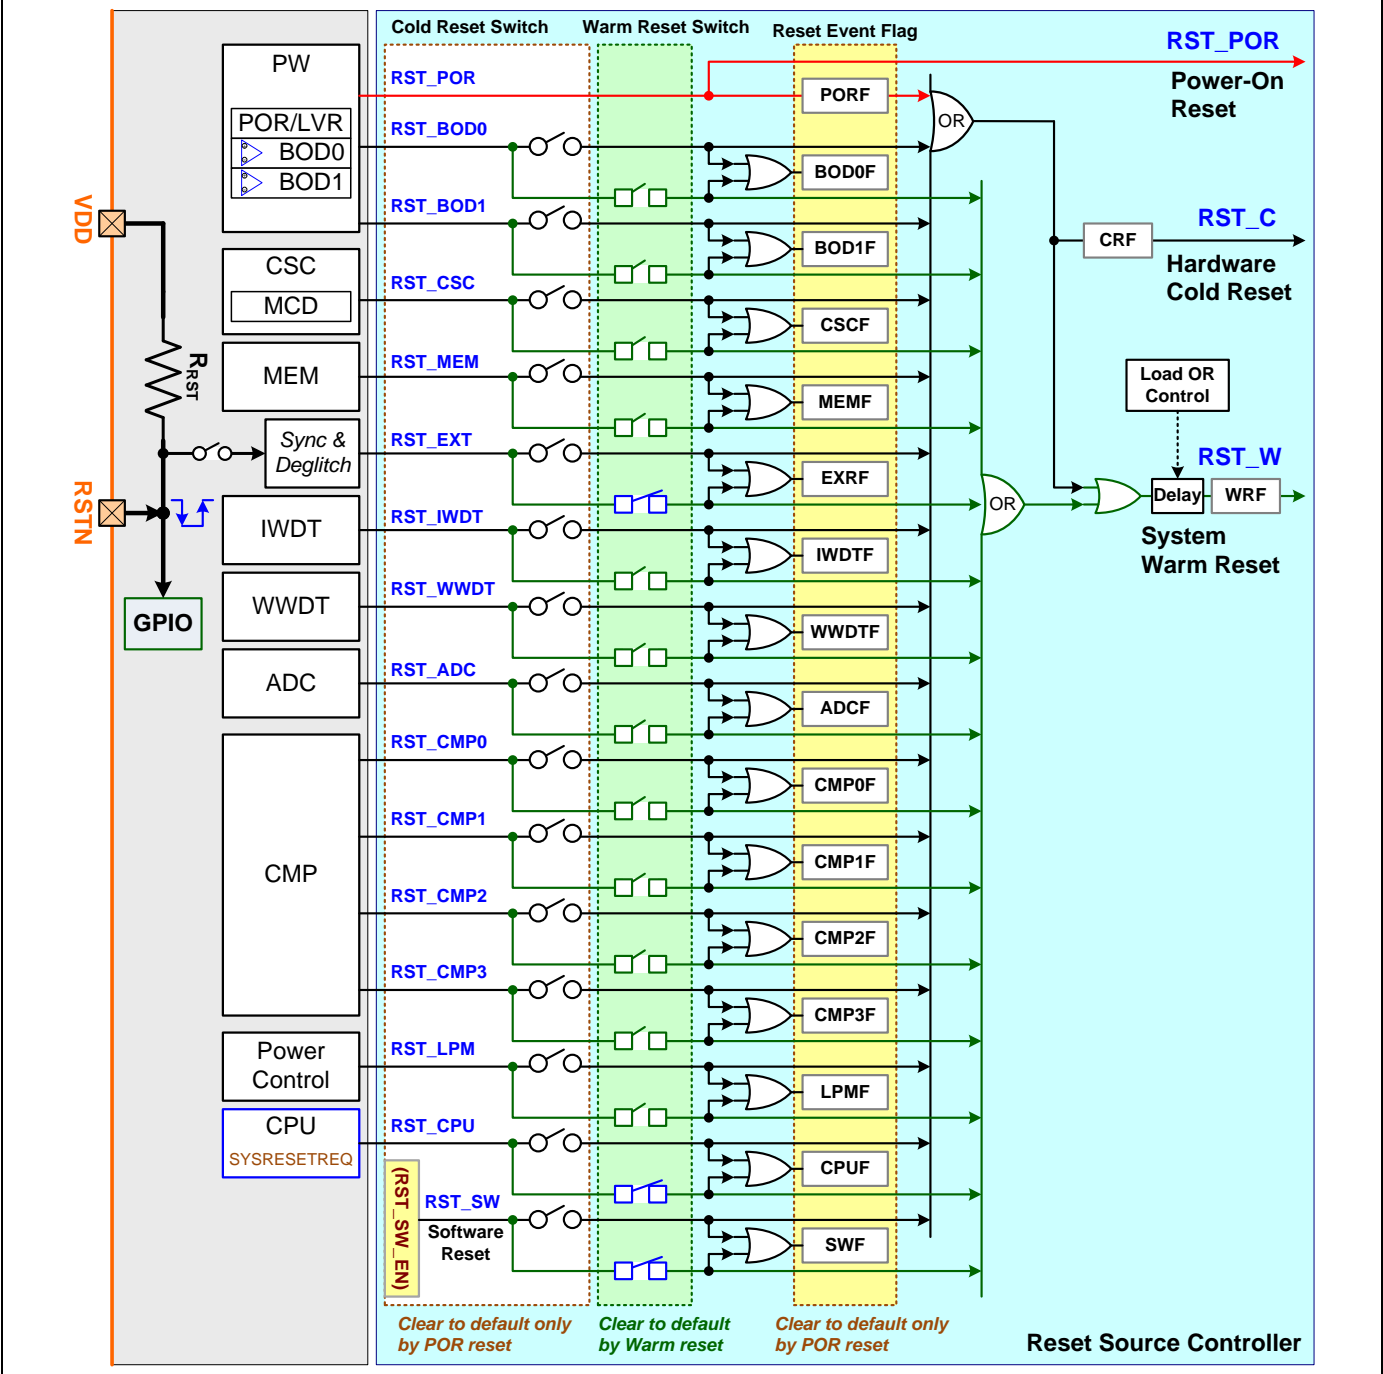 Cold Reset Switch
Warm Reset Switch
Reset Event Flag
RST_POR
Power-On
Reset
PW
POR/LVR
BOD0
BOD1
RST_POR
PORF
OR
RST_BOD0
BOD0F
RST_BOD1
BOD1F
VDD
CSC
MCD
RST_CSC
CSCF
CRF
RST_C
Hardware
Cold Reset
RRST
MEM
RST_MEM
MEMF
Load OR
Control
Sync &
Deglitch
RST_EXT
EXRF
OR
Delay
WRF
RST_W
System
Warm Reset
RSTN
GPIO
IWDT
RST_IWDT
IWDTF
WWDT
RST_WWDT
WWDTF
ADC
RST_ADC
ADCF
CMP
RST_CMP0
CMP0F
RST_CMP1
CMP1F
RST_CMP2
CMP2F
RST_CMP3
CMP3F
Power
Control
RST_LPM
LPMF
CPU
SYSRESETREQ
RST_CPU
CPUF
(RST_SW_EN)
RST_SW
Software
Reset
SWF
Clear to default only
by POR reset
Clear to default
by Warm reset
Clear to default only
by POR reset
Reset Source Controller